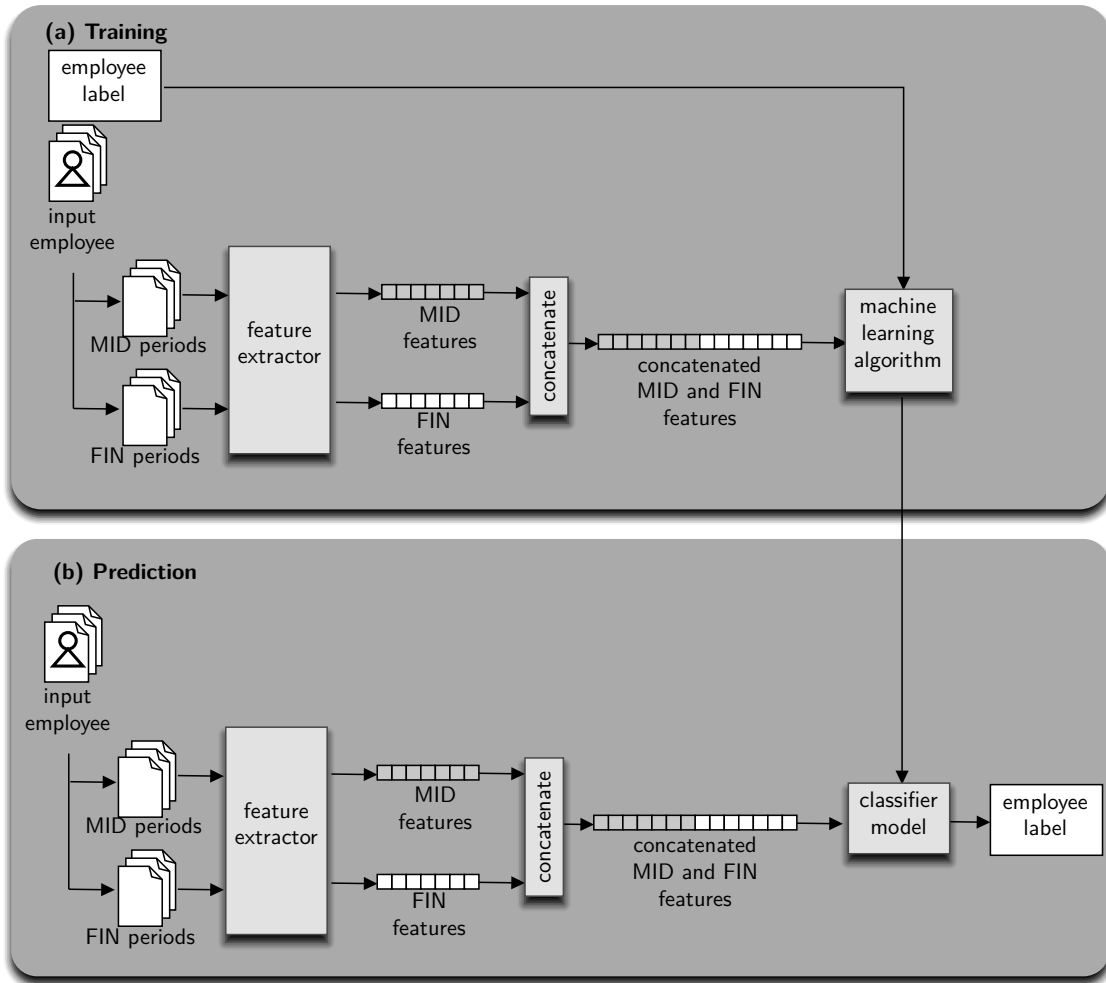 (a) Training
employee
label
input
employee
MID periods
FIN periods
feature
extractor
MID
features
FIN
features
concatenate
concatenated
MID and FIN
features
machine
learning
algorithm
(b) Prediction
input
employee
MID periods
FIN periods
feature
extractor
MID
features
FIN
features
concatenate
concatenated
MID and FIN
features
classifier
model
employee
label